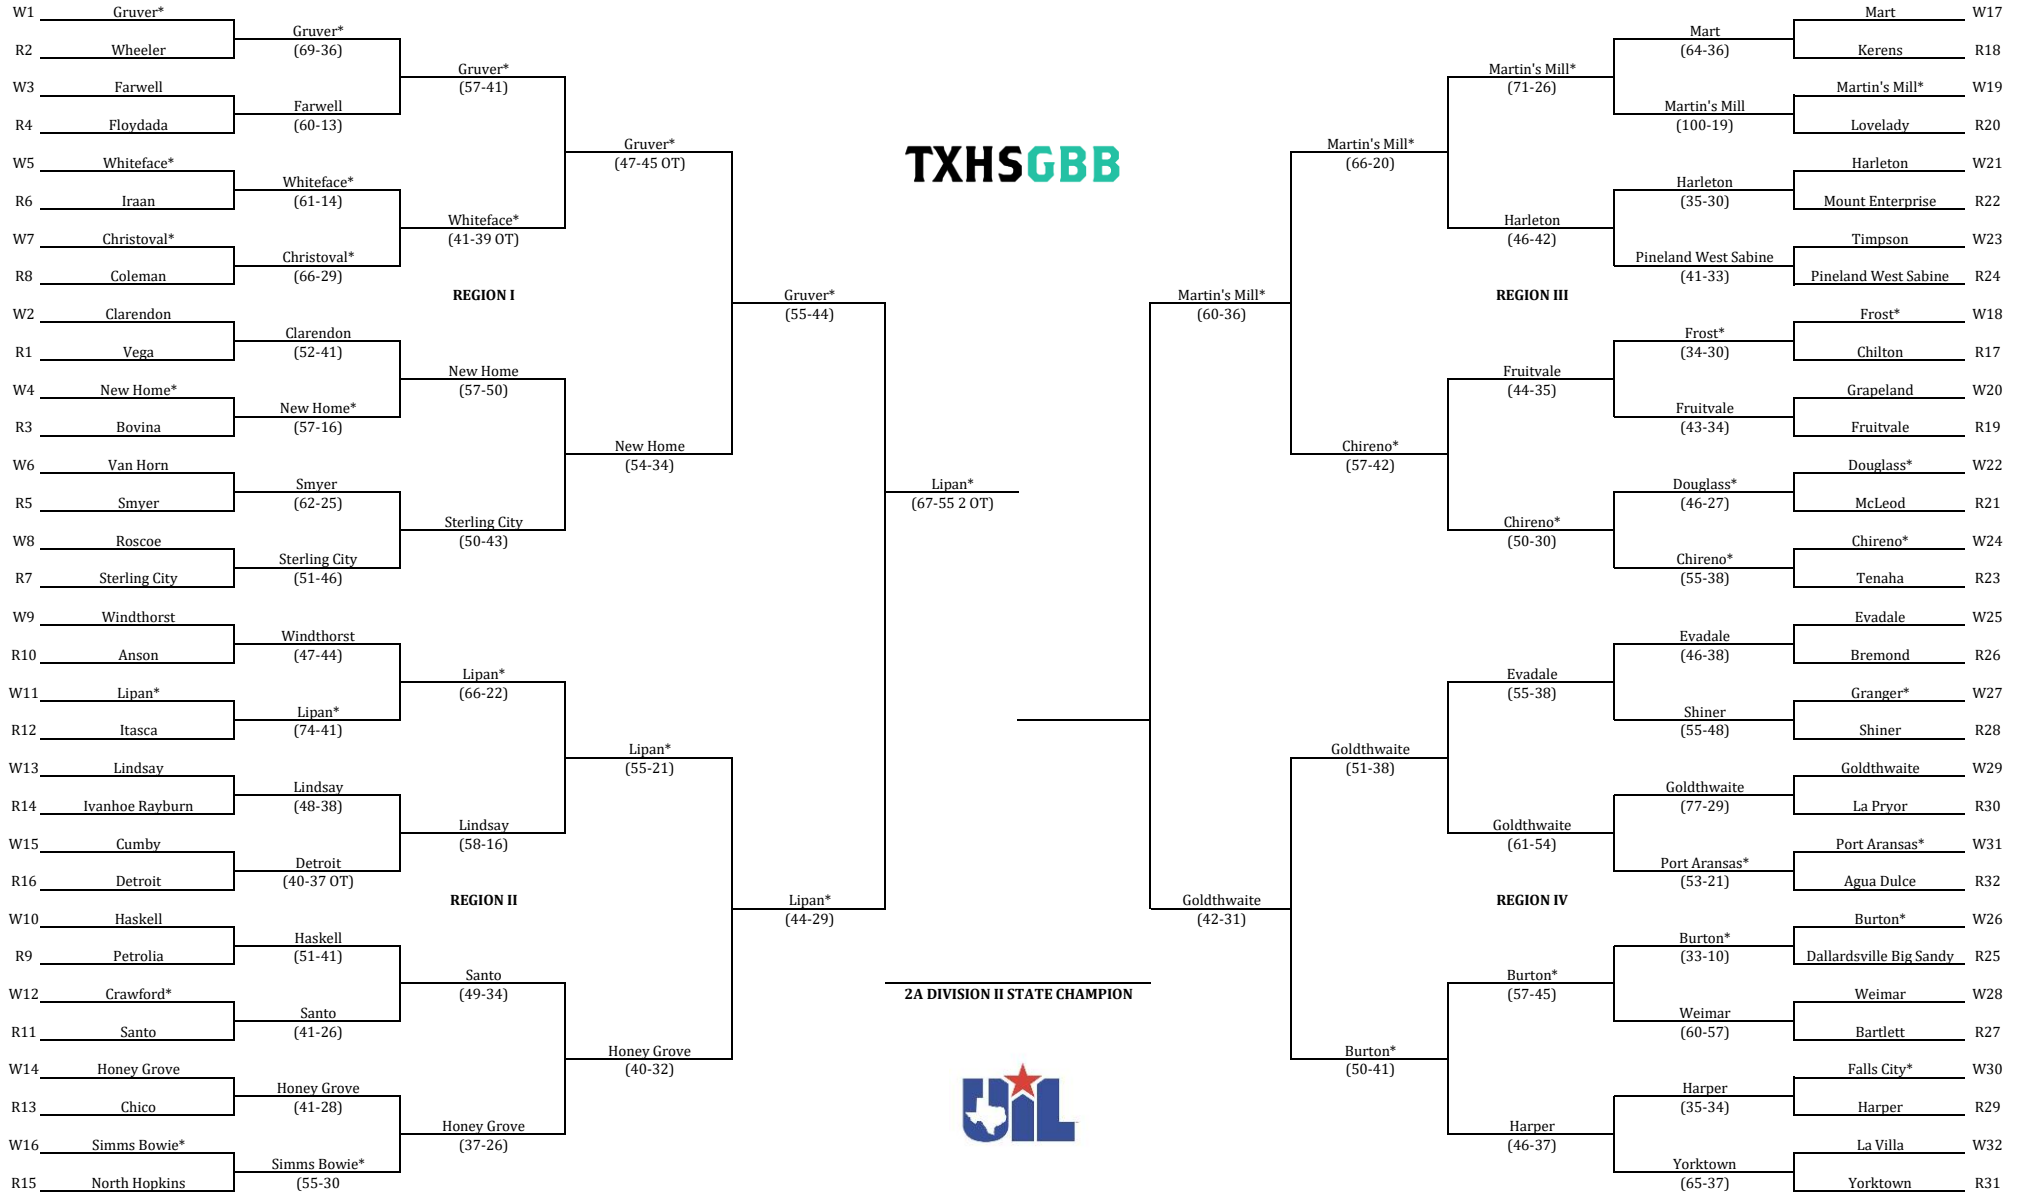 W1 Gruver*
R2 Wheeler
W3 Farwell
R4 Floydada
W5 Whiteface*
R6 Iraan
W7 Christoval*
R8 Coleman
W2 Clarendon
R1 Vega
W4 New Home*
R3 Bovina
W6 Van Horn
R5 Smyer
W8 Roscoe
R7 Sterling City
W9 Windthorst
R10 Anson
W11 Lipan*
R12 Itasca
W13 Lindsay
R14 Ivanhoe Rayburn
W15 Cumby
R16 Detroit
W10 Haskell
R9 Petrolia
W12 Crawford*
R11 Santo
W14 Honey Grove
R13 Chico
W16 Simms Bowie*
R15 North Hopkins
Gruver*
(69-36)
Farwell
(60-13)
Whiteface*
(61-14)
Christoval*
(66-29)
Clarendon
(52-41)
New Home*
(57-16)
Smyer
(62-25)
Sterling City
(51-46)
Windthorst
(47-44)
Lipan*
(74-41)
Lindsay
(48-38)
Detroit
(40-37 OT)
Haskell
(51-41)
Santo
(41-26)
Honey Grove
(41-28)
Simms Bowie*
(55-30
Gruver*
(57-41)
Whiteface*
(41-39 OT)
REGION I
New Home
(57-50)
Sterling City
(50-43)
Lipan*
(66-22)
Lindsay
(58-16)
REGION II
Santo
(49-34)
Honey Grove
(37-26)
Gruver*
(47-45 OT)
New Home
(54-34)
Lipan*
(55-21)
Honey Grove
(40-32)
Gruver*
(55-44)
Lipan*
(44-29)
Lipan*
(67-55 2 OT)
TXHSGBB
2A DIVISION II STATE CHAMPION
UIL
Martin's Mill*
(60-36)
Goldthwaite
(42-31)
Martin's Mill*
(66-20)
Chireno*
(57-42)
Goldthwaite
(51-38)
Burton*
(50-41)
Martin's Mill*
(71-26)
Harleton
(46-42)
REGION III
Fruitvale
(44-35)
Chireno*
(50-30)
Evadale
(55-38)
Goldthwaite
(61-54)
REGION IV
Burton*
(57-45)
Harper
(46-37)
Mart
(64-36)
Martin's Mill
(100-19)
Harleton
(35-30)
Pineland West Sabine
(41-33)
Frost*
(34-30)
Fruitvale
(43-34)
Douglass*
(46-27)
Chireno*
(55-38)
Evadale
(46-38)
Shiner
(55-48)
Goldthwaite
(77-29)
Port Aransas*
(53-21)
Burton*
(33-10)
Weimar
(60-57)
Harper
(35-34)
Yorktown
(65-37)
Mart W17
Kerens R18
Martin's Mill* W19
Lovelady R20
Harleton W21
Mount Enterprise R22
Timpson W23
Pineland West Sabine R24
Frost* W18
Chilton R17
Grapeland W20
Fruitvale R19
Douglass* W22
McLeod R21
Chireno* W24
Tenaha R23
Evadale W25
Bremond R26
Granger* W27
Shiner R28
Goldthwaite W29
La Pryor R30
Port Aransas* W31
Agua Dulce R32
Burton* W26
Dallardsville Big Sandy R25
Weimar W28
Bartlett R27
Falls City* W30
Harper R29
La Villa W32
Yorktown R31